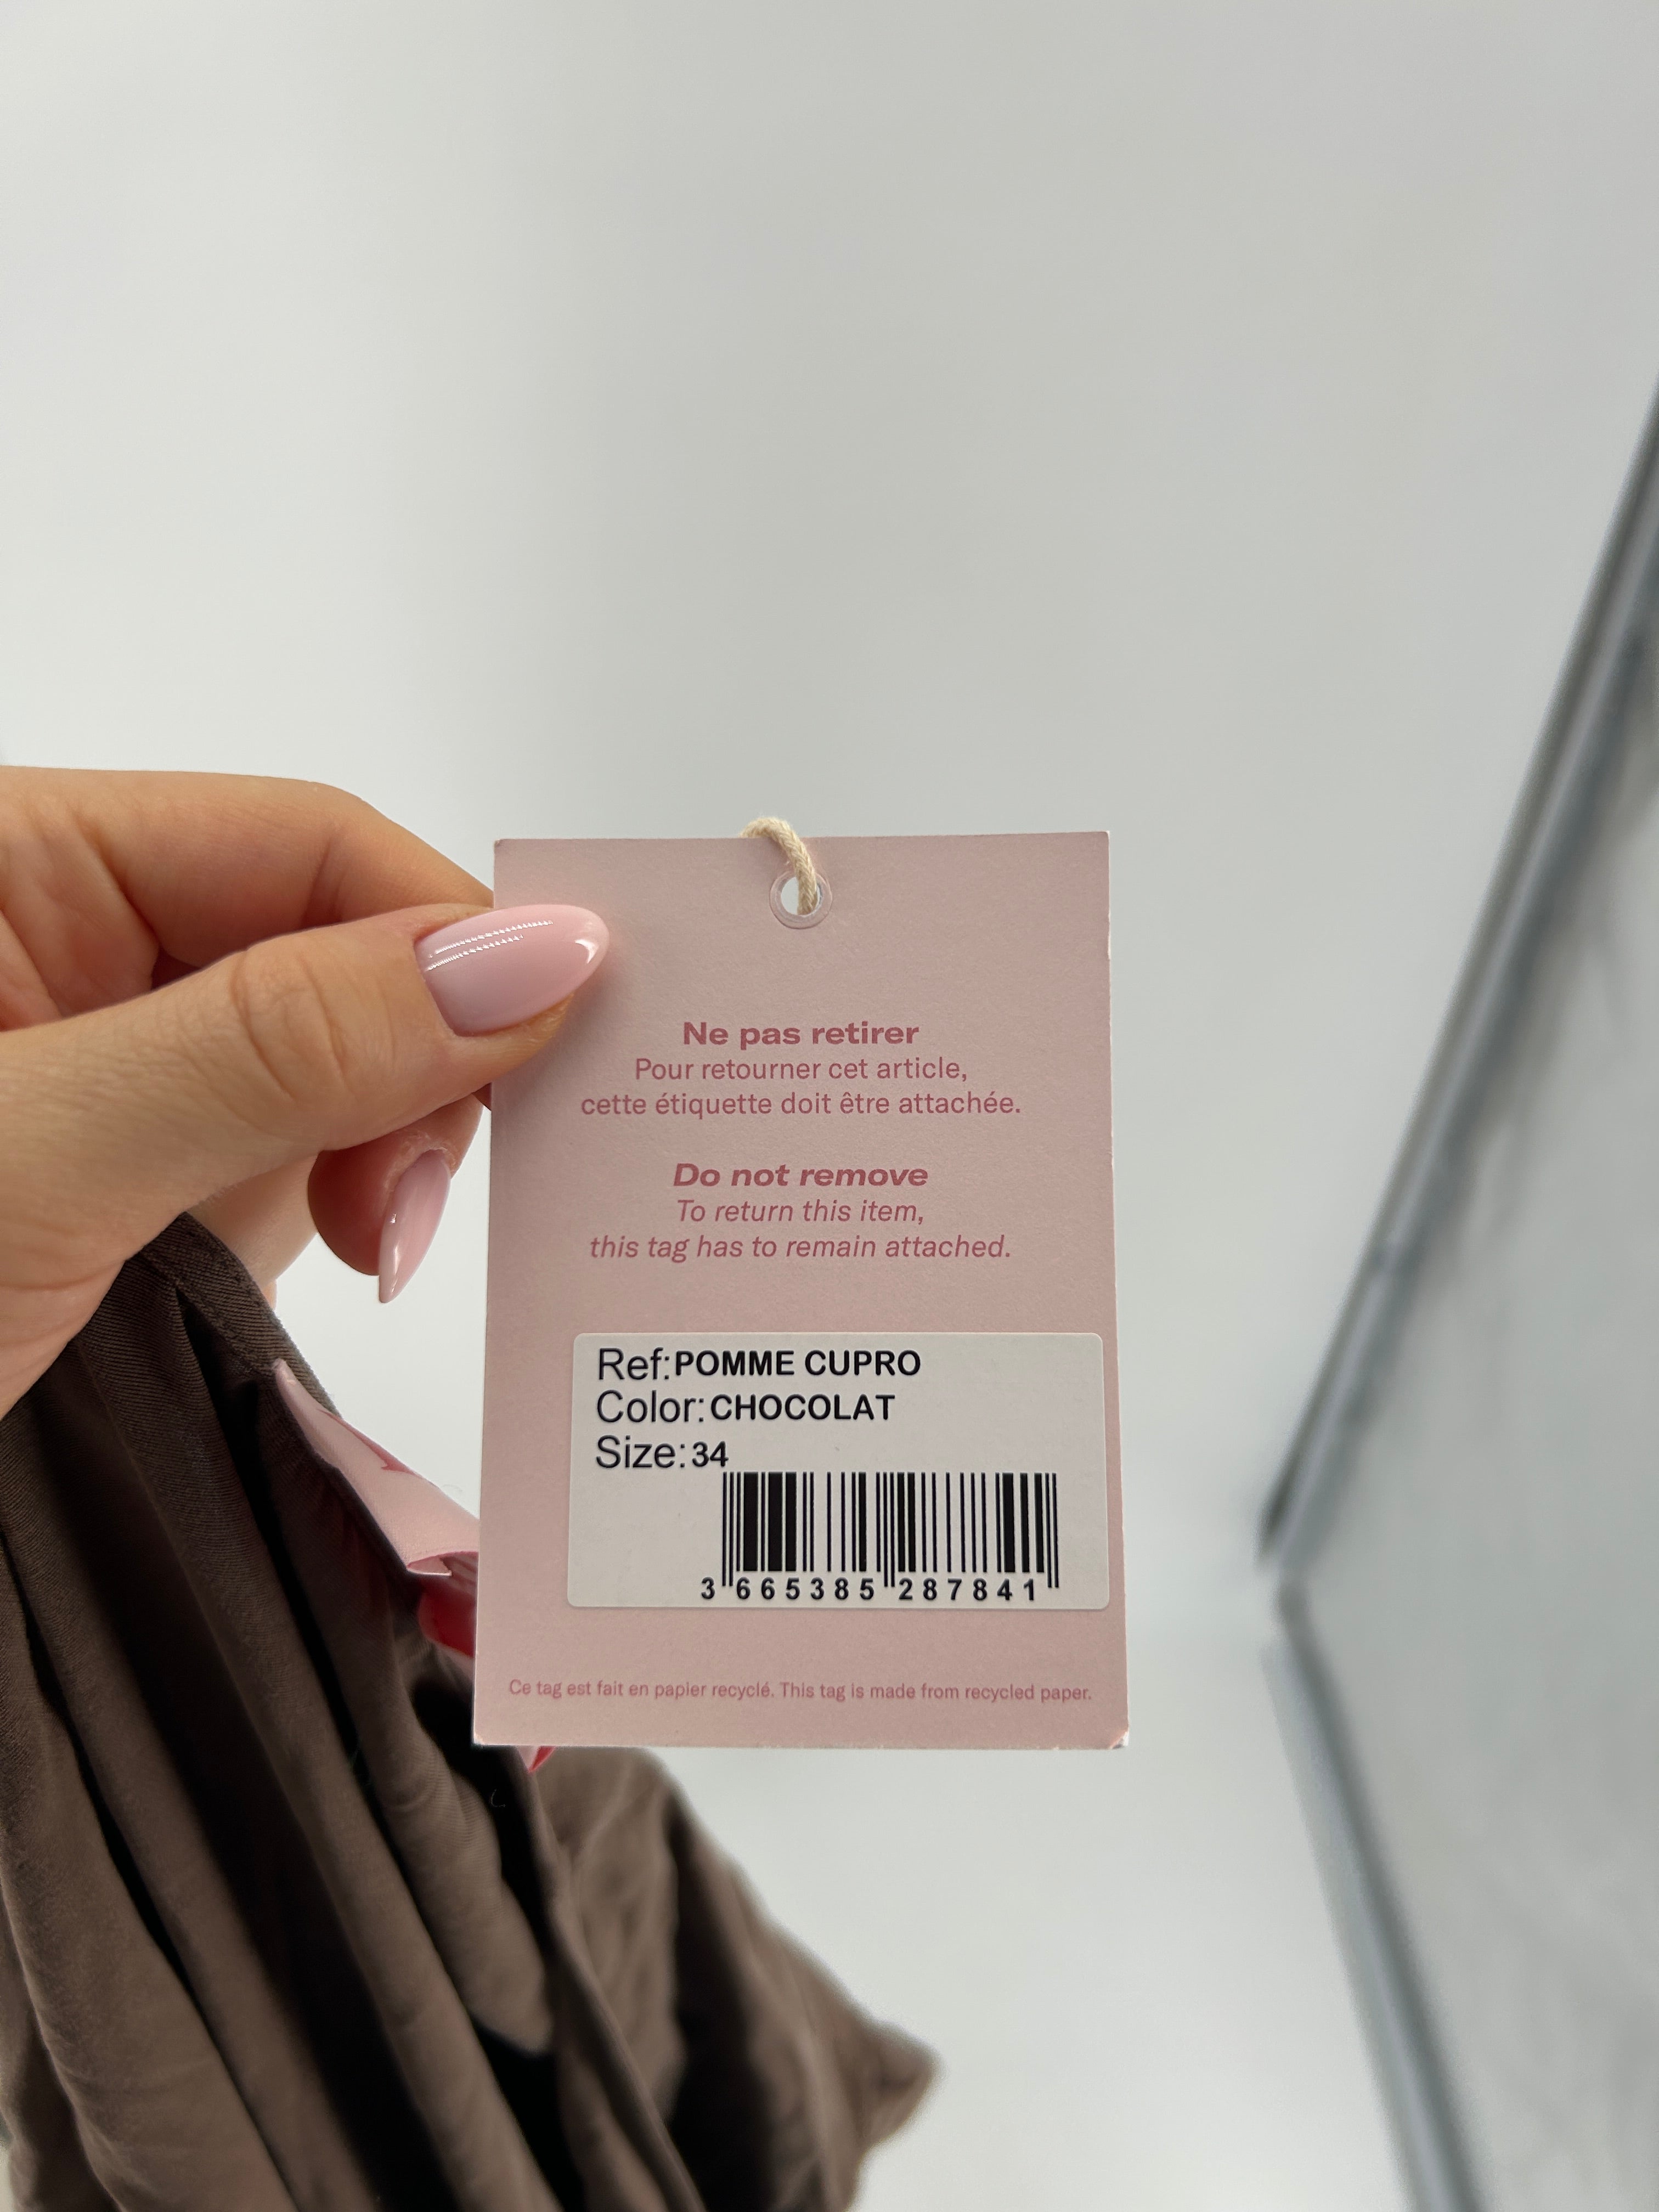 Ne pas retirer
Pour retourner cet article,
cette étiquette doit être attachée.
Do not remove
To return this item,
this tag has to remain attached.
Ref:POMME CUPRO
Color:CHOCOLAT
Size:34
3 665385 287841
Ce tag est fait en papier recyclé. This tag is made from recycled paper.